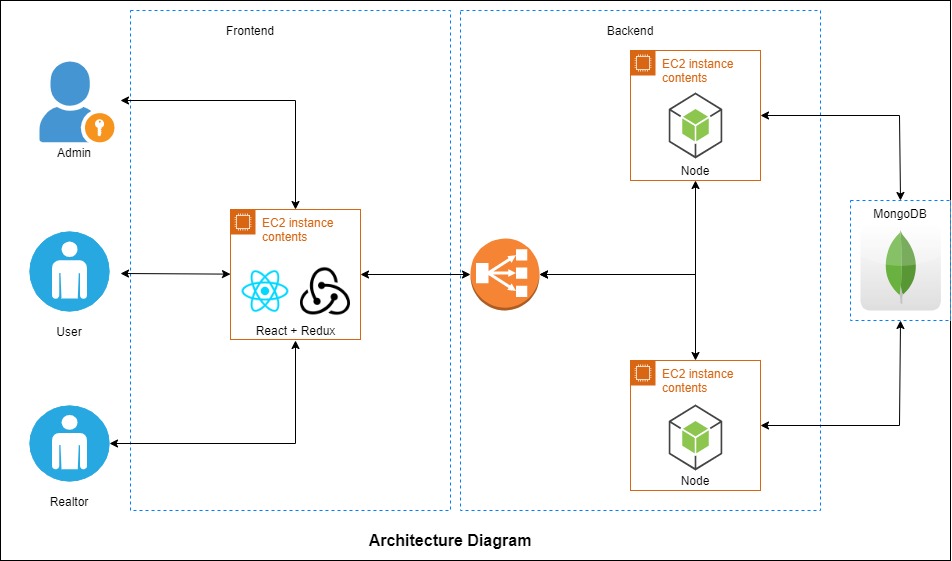 Frontend
Backend
EC2 instance
contents
Node
Admin
MongoDB
EC2 instance
contents
React + Redux
User
EC2 instance
contents
Node
Realtor
Architecture Diagram